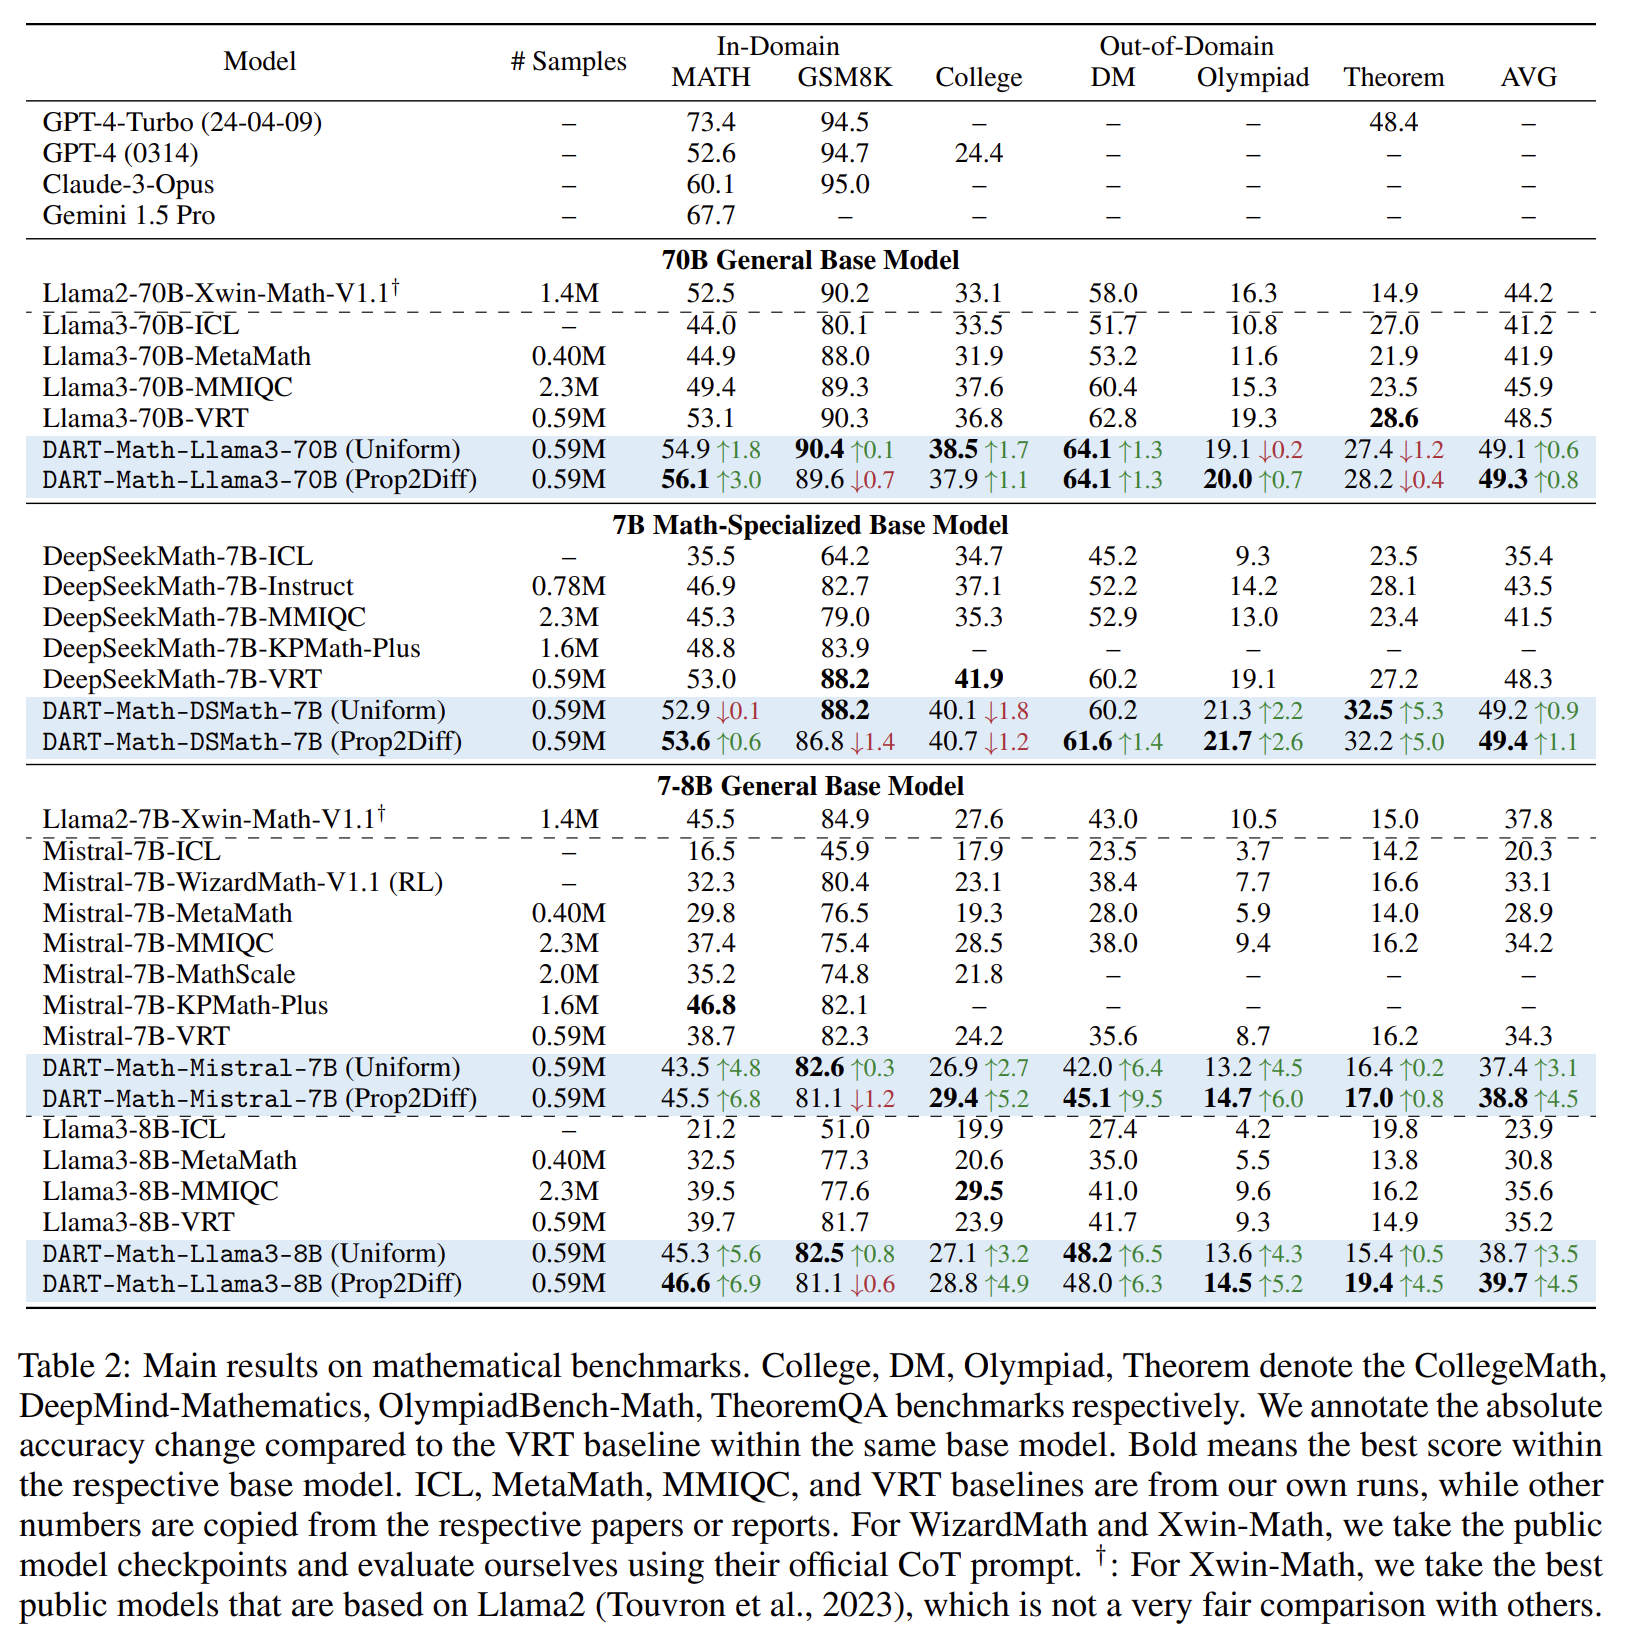 In-Domain Out-of-Domain
Model # Samples MATH GSM8K College DM Olympiad Theorem AVG
GPT-4-Turbo (24-04-09) – 73.4 94.5 – – – 48.4 –
GPT-4 (0314) – 52.6 94.7 24.4 – – – –
Claude-3-Opus – 60.1 95.0 – – – – –
Gemini 1.5 Pro – 67.7 – – – – – –
70B General Base Model
Llama2-70B-Xwin-Math-V1.1† 1.4M 52.5 90.2 33.1 58.0 16.3 14.9 44.2
Llama3-70B-ICL – 44.0 80.1 33.5 51.7 10.8 27.0 41.2
Llama3-70B-MetaMath 0.40M 44.9 88.0 31.9 53.2 11.6 21.9 41.9
Llama3-70B-MMIQC 2.3M 49.4 89.3 37.6 60.4 15.3 23.5 45.9
Llama3-70B-VRT 0.59M 53.1 90.3 36.8 62.8 19.3 28.6 48.5
DART-Math-Llama3-70B (Uniform) 0.59M 54.9 ↑1.8 90.4 ↑0.1 38.5 ↑1.7 64.1 ↑1.3 19.1 ↓0.2 27.4 ↓1.2 49.1 ↑0.6
DART-Math-Llama3-70B (Prop2Diff) 0.59M 56.1 ↑3.0 89.6 ↓0.7 37.9 ↑1.1 64.1 ↑1.3 20.0 ↑0.7 28.2 ↓0.4 49.3 ↑0.8
7B Math-Specialized Base Model
DeepSeekMath-7B-ICL – 35.5 64.2 34.7 45.2 9.3 23.5 35.4
DeepSeekMath-7B-Instruct 0.78M 46.9 82.7 37.1 52.2 14.2 28.1 43.5
DeepSeekMath-7B-MMIQC 2.3M 45.3 79.0 35.3 52.9 13.0 23.4 41.5
DeepSeekMath-7B-KPMath-Plus 1.6M 48.8 83.9 – – – – –
DeepSeekMath-7B-VRT 0.59M 53.0 88.2 41.9 60.2 19.1 27.2 48.3
DART-Math-DSMath-7B (Uniform) 0.59M 52.9 ↓0.1 88.2 40.1 ↓1.8 60.2 21.3 ↑2.2 32.5 ↑5.3 49.2 ↑0.9
DART-Math-DSMath-7B (Prop2Diff) 0.59M 53.6 ↑0.6 86.8 ↓1.4 40.7 ↓1.2 61.6 ↑1.4 21.7 ↑2.6 32.2 ↑5.0 49.4 ↑1.1
7-8B General Base Model
Llama2-7B-Xwin-Math-V1.1† 1.4M 45.5 84.9 27.6 43.0 10.5 15.0 37.8
Mistral-7B-ICL – 16.5 45.9 17.9 23.5 3.7 14.2 20.3
Mistral-7B-WizardMath-V1.1 (RL) – 32.3 80.4 23.1 38.4 7.7 16.6 33.1
Mistral-7B-MetaMath 0.40M 29.8 76.5 19.3 28.0 5.9 14.0 28.9
Mistral-7B-MMIQC 2.3M 37.4 75.4 28.5 38.0 9.4 16.2 34.2
Mistral-7B-MathScale 2.0M 35.2 74.8 21.8 – – – –
Mistral-7B-KPMath-Plus 1.6M 46.8 82.1 – – – – –
Mistral-7B-VRT 0.59M 38.7 82.3 24.2 35.6 8.7 16.2 34.3
DART-Math-Mistral-7B (Uniform) 0.59M 43.5 ↑4.8 82.6 ↑0.3 26.9 ↑2.7 42.0 ↑6.4 13.2 ↑4.5 16.4 ↑0.2 37.4 ↑3.1
DART-Math-Mistral-7B (Prop2Diff) 0.59M 45.5 ↑6.8 81.1 ↓1.2 29.4 ↑5.2 45.1 ↑9.5 14.7 ↑6.0 17.0 ↑0.8 38.8 ↑4.5
Llama3-8B-ICL – 21.2 51.0 19.9 27.4 4.2 19.8 23.9
Llama3-8B-MetaMath 0.40M 32.5 77.3 20.6 35.0 5.5 13.8 30.8
Llama3-8B-MMIQC 2.3M 39.5 77.6 29.5 41.0 9.6 16.2 35.6
Llama3-8B-VRT 0.59M 39.7 81.7 23.9 41.7 9.3 14.9 35.2
DART-Math-Llama3-8B (Uniform) 0.59M 45.3 ↑5.6 82.5 ↑0.8 27.1 ↑3.2 48.2 ↑6.5 13.6 ↑4.3 15.4 ↑0.5 38.7 ↑3.5
DART-Math-Llama3-8B (Prop2Diff) 0.59M 46.6 ↑6.9 81.1 ↓0.6 28.8 ↑4.9 48.0 ↑6.3 14.5 ↑5.2 19.4 ↑4.5 39.7 ↑4.5
Table 2: Main results on mathematical benchmarks. College, DM, Olympiad, Theorem denote the CollegeMath,
DeepMind-Mathematics, OlympiadBench-Math, TheoremQA benchmarks respectively. We annotate the absolute
accuracy change compared to the VRT baseline within the same base model. Bold means the best score within
the respective base model. ICL, MetaMath, MMIQC, and VRT baselines are from our own runs, while other
numbers are copied from the respective papers or reports. For WizardMath and Xwin-Math, we take the public
model checkpoints and evaluate ourselves using their official CoT prompt. †: For Xwin-Math, we take the best
public models that are based on Llama2 (Touvron et al., 2023), which is not a very fair comparison with others.